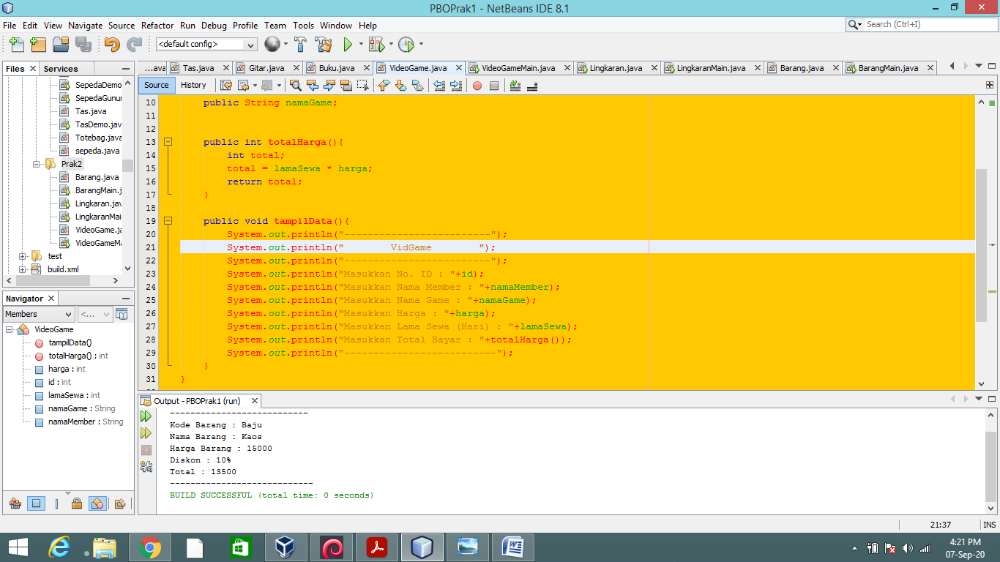 PBOPrak1 - NetBeans IDE 8.1
File Edit View Navigate Source Refactor Run Debug Profile Team Tools Window Help
Search (Ctrl+I)
<default config>
Files Services
...ava Tas.java Gitar.java Buku.java VideoGame.java VideoGameMain.java Lingkaran.java LingkaranMain.java Barang.java BarangMain.java
Source History
SepedaDemo
SepedaGunun
Tas.java
TasDemo.java
Totebag.java
sepeda.java
Prak2
Barang.java
BarangMain.j
Lingkaran.jav
LingkaranMai
VideoGame.ja
VideoGameMa
test
build.xml
Navigator
Members
<...
VideoGame
tampilData()
totalHarga() : int
harga : int
id : int
lamaSewa : int
namaGame : String
namaMember : String
10 public String namaGame;
11
12
13 public int totalHarga(){
14 int total;
15 total = lamaSewa * harga;
16 return total;
17 }
18
19 public void tampilData(){
20 System.out.println("-------------------------");
21 System.out.println("        VidGame        ");
22 System.out.println("-------------------------");
23 System.out.println("Masukkan No. ID : "+id);
24 System.out.println("Masukkan Nama Member : "+namaMember);
25 System.out.println("Masukkan Nama Game : "+namaGame);
26 System.out.println("Masukkan Harga : "+harga);
27 System.out.println("Masukkan Lama Sewa (Hari) : "+lamaSewa);
28 System.out.println("Masukkan Total Bayar : "+totalHarga());
29 System.out.println("--------------------------");
30 }
31 }
Output - PBOPrak1 (run)
---------------------------
Kode Barang : Baju
Nama Barang : Kaos
Harga Barang : 15000
Diskon : 10%
Total : 13500
----------------------------
BUILD SUCCESSFUL (total time: 0 seconds)
21:37 INS
4:21 PM
07-Sep-20